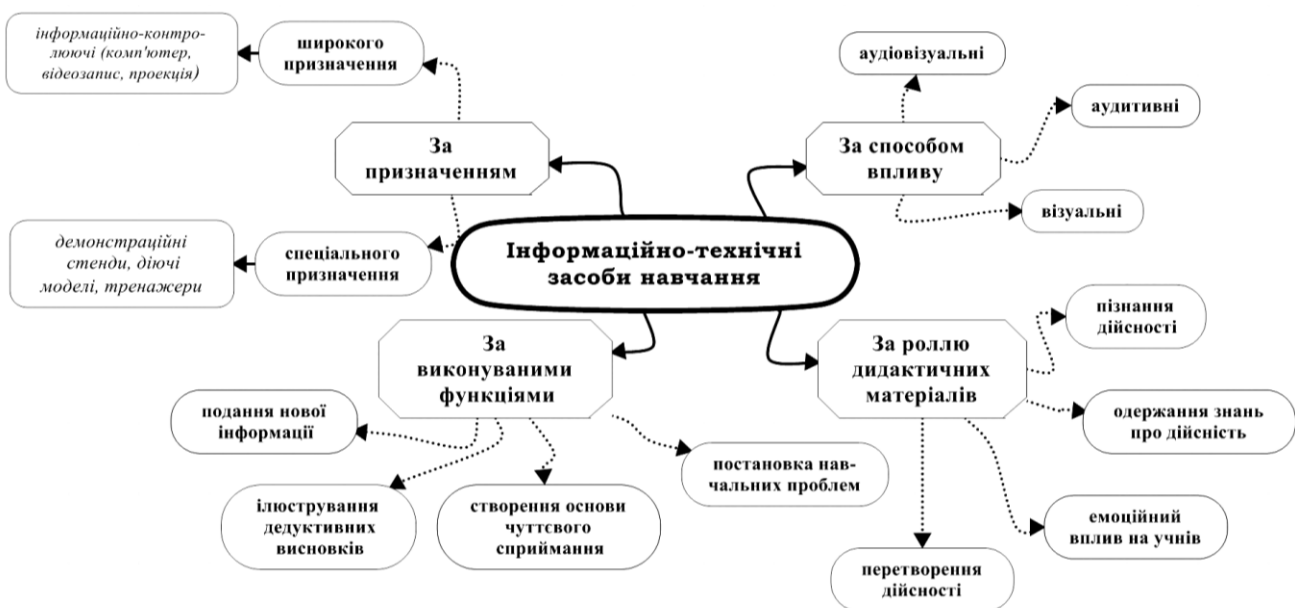 інформаційно-контро-
люючі (комп'ютер,
відеозапис, проекція)
широкого
призначення
аудіовізуальні
аудитивні
За
призначенням
За способом
впливу
візуальні
демонстраційні
стенди, діючі
моделі, тренажери
спеціального
призначення
Інформаційно-технічні
засоби навчання
пізнання
дійсності
За
виконуваними
функціями
За роллю
дидактичних
матеріалів
подання нової
інформації
одержання знань
про дійсність
постановка нав-
чальних проблем
ілюстрування
дедуктивних
висновків
створення основи
чуттєвого
сприймання
емоційний
вплив на учнів
перетворення
дійсності